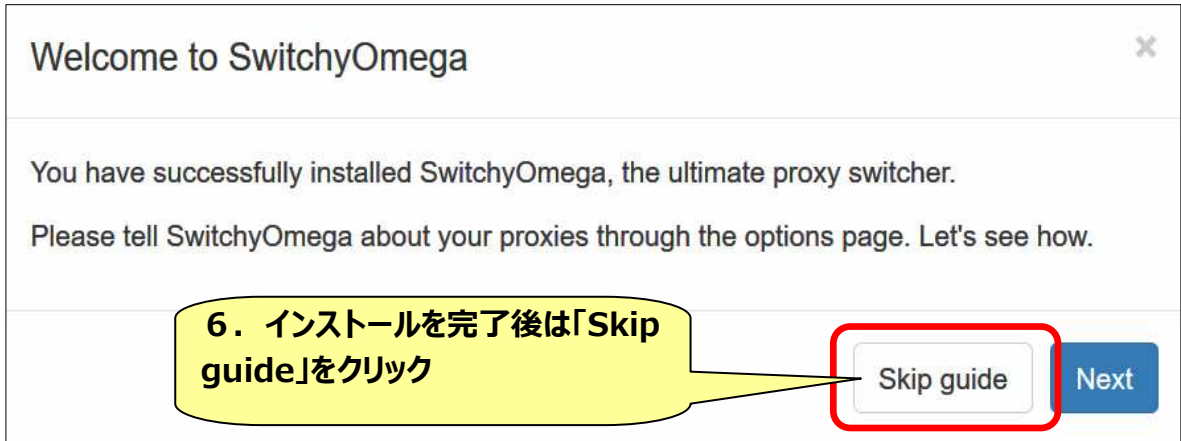 Welcome to SwitchyOmega
×
You have successfully installed SwitchyOmega, the ultimate proxy switcher.
Please tell SwitchyOmega about your proxies through the options page. Let's see how.
6．インストールを完了後は「Skip
guide」をクリック
Skip guide
Next